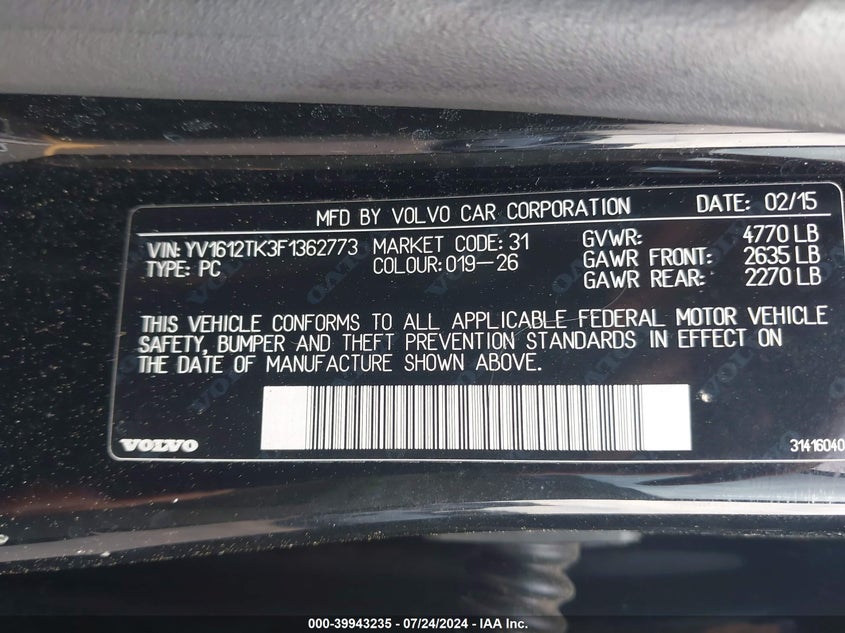 MFD BY VOLVO CAR CORPORATION DATE: 02/15
VIN: YV1612TK3F1362773 MARKET CODE: 31 GVWR: 4770 LB
TYPE: PC COLOUR: 019-26 GAWR FRONT: 2635 LB
GAWR REAR: 2270 LB
THIS VEHICLE CONFORMS TO ALL APPLICABLE FEDERAL MOTOR VEHICLE
SAFETY, BUMPER AND THEFT PREVENTION STANDARDS IN EFFECT ON
THE DATE OF MANUFACTURE SHOWN ABOVE.
VOLVO 31416040
000-39943235 - 07/24/2024 - IAA Inc.